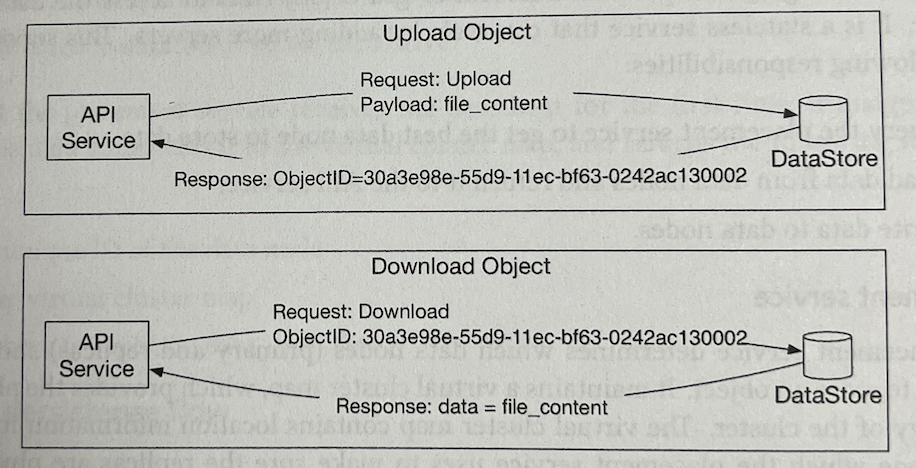 Upload Object
Request: Upload
Payload: file_content
API
Service
DataStore
Response: ObjectID=30a3e98e-55d9-11ec-bf63-0242ac130002
Download Object
Request: Download
ObjectID: 30a3e98e-55d9-11ec-bf63-0242ac130002
API
Service
DataStore
Response: data = file_content